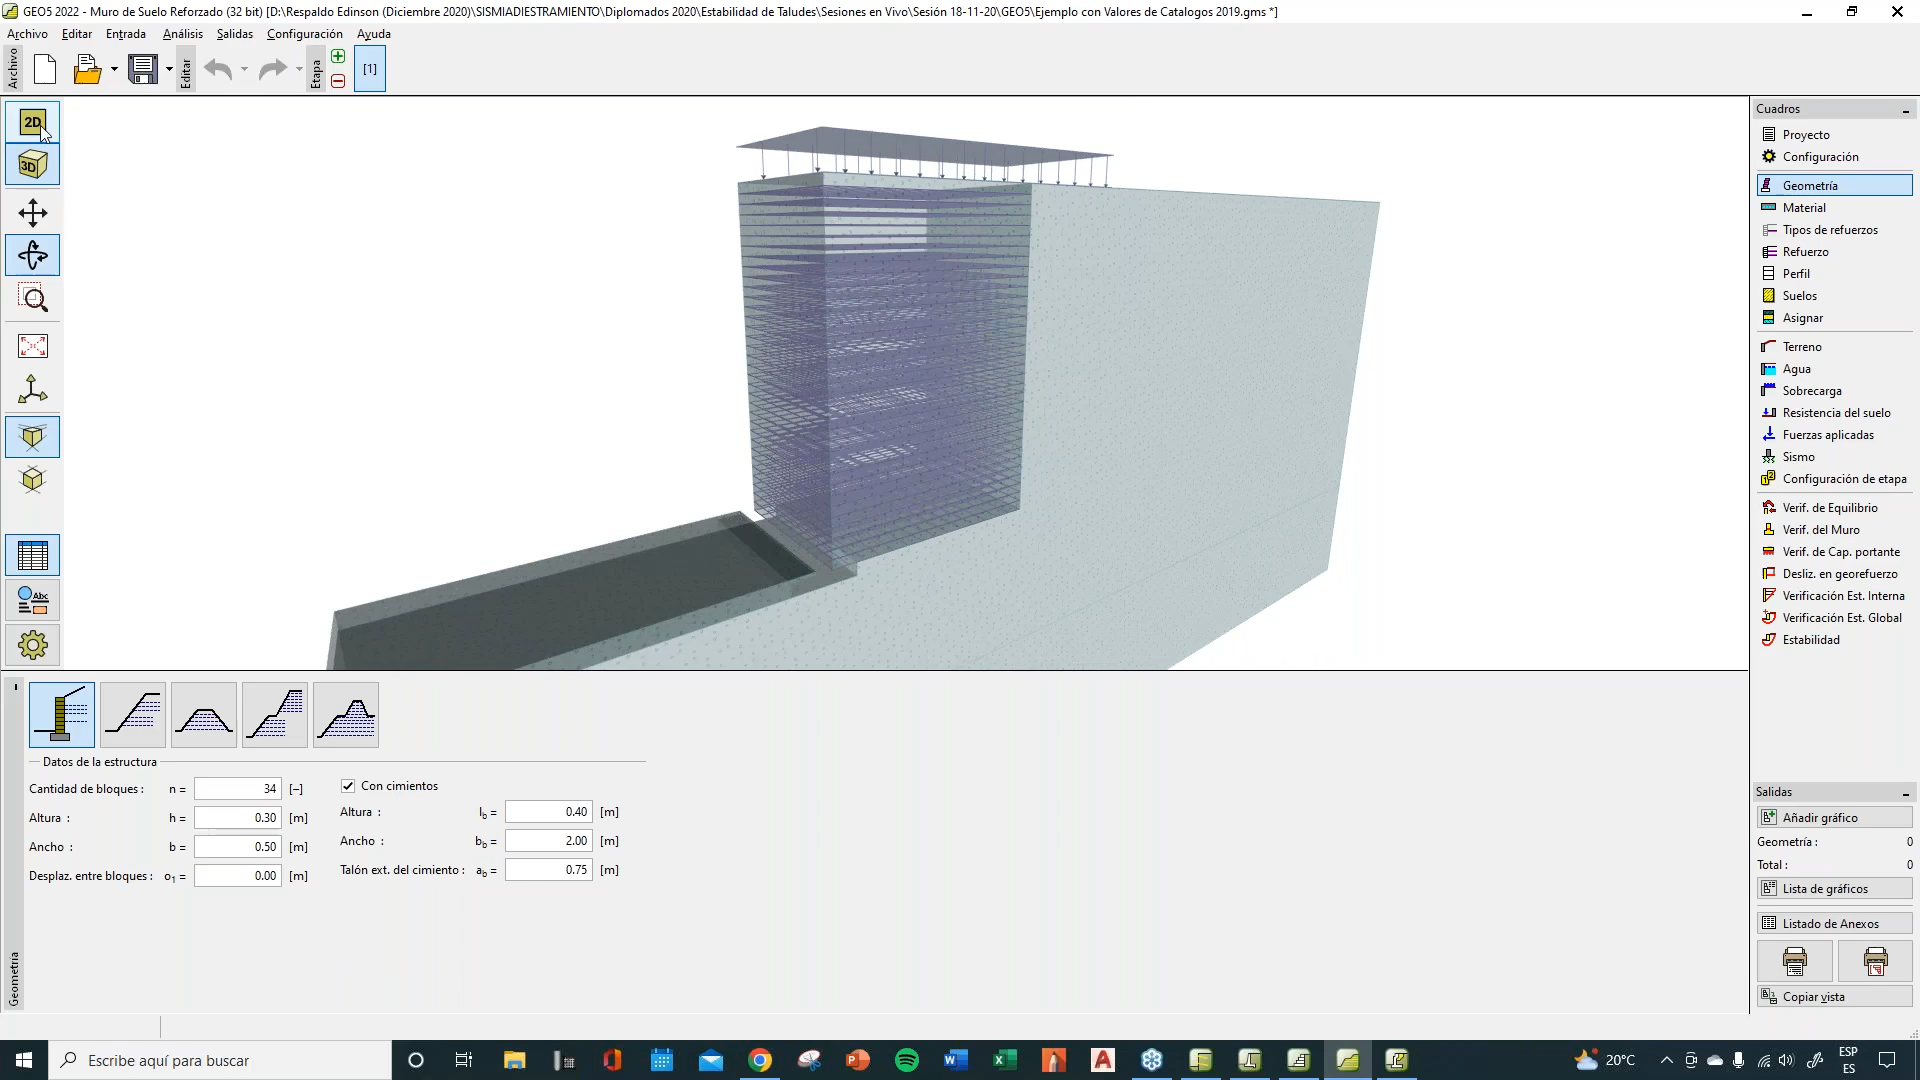 GEO5 2022 - Muro de Suelo Reforzado (32 bit) [D:\Respaldo Edinson (Diciembre 2020)\SISMIADIESTRAMIENTO\Diplomados 2020\Estabilidad de Taludes\Sesiones en Vivo\Sesión 18-11-20\GEO5\Ejemplo con Valores de Catalogos 2019.gms *]
Archivo Editar Entrada Análisis Salidas Configuración Ayuda
Archivo
Editar
Etapa
[1]
2D
3D
Abc
Cuadros
Proyecto
Configuración
Geometría
Material
Tipos de refuerzos
Refuerzo
Perfil
Suelos
Asignar
Terreno
Agua
Sobrecarga
Resistencia del suelo
Fuerzas aplicadas
Sismo
Configuración de etapa
Verif. de Equilibrio
Verif. del Muro
Verif. de Cap. portante
Desliz. en georefuerzo
Verificación Est. Interna
Verificación Est. Global
Estabilidad
Datos de la estructura
Cantidad de bloques : n = 34 [–]
Altura : h = 0.30 [m]
Ancho : b = 0.50 [m]
Desplaz. entre bloques : o1 = 0.00 [m]
Con cimientos
Altura : lb = 0.40 [m]
Ancho : bb = 2.00 [m]
Talón ext. del cimiento : ab = 0.75 [m]
Geometría
Salidas
Añadir gráfico
Geometría : 0
Total : 0
Lista de gráficos
Listado de Anexos
Copiar vista
Escribe aquí para buscar
20°C
ESP
ES